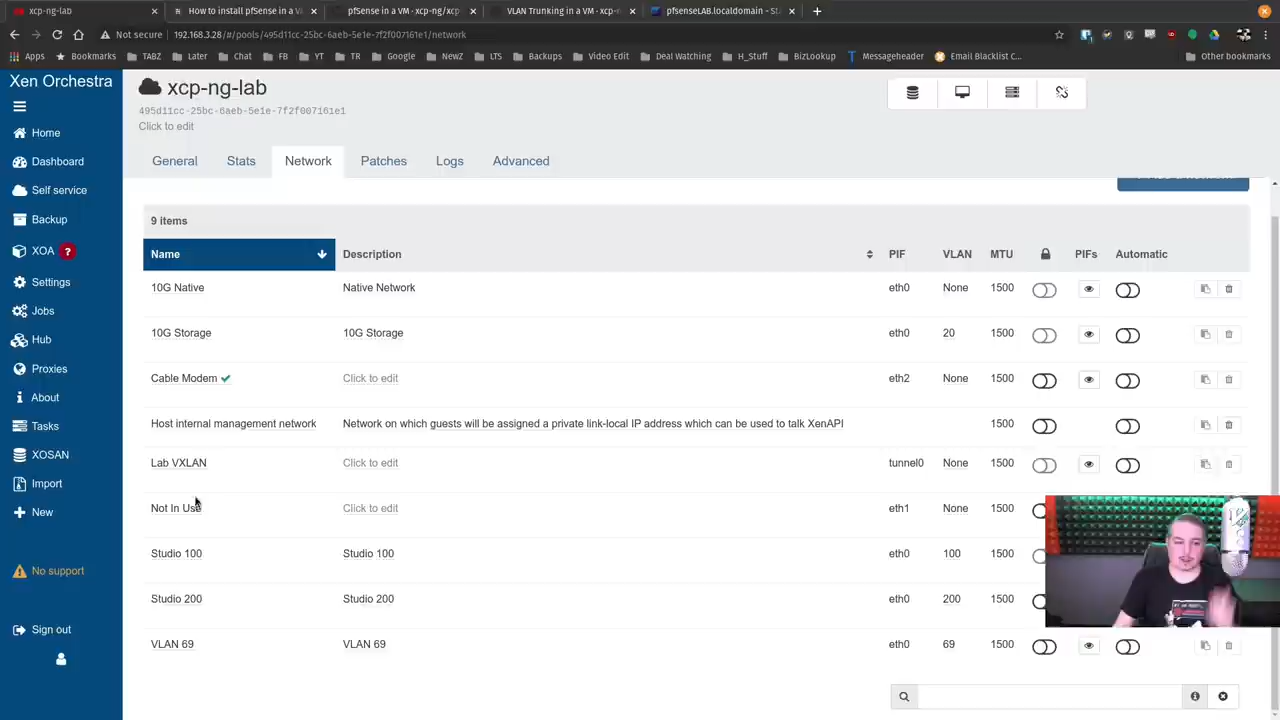 xcp-ng-lab
How to install pfSense in a V
pfSense in a VM · xcp-ng/xcp
VLAN Trunking in a VM · xcp-n
pfsenseLAB.localdomain - Sta
Not secure
192.168.3.28/#/pools/495d11cc-25bc-6aeb-5e1e-7f2f007161e1/network
Apps
Bookmarks
TABZ
Later
Chat
FB
YT
TR
Google
NewZ
LTS
Backups
Video Edit
Deal Watching
H_Stuff
BizLookup
Messageheader
Email Blacklist C...
Other bookmarks
Xen Orchestra
Home
Dashboard
Self service
Backup
XOA ?
Settings
Jobs
Hub
Proxies
About
Tasks
XOSAN
Import
New
No support
Sign out
xcp-ng-lab
495d11cc-25bc-6aeb-5e1e-7f2f007161e1
Click to edit
General Stats Network Patches Logs Advanced
9 items
Name Description PIF VLAN MTU PIFs Automatic
10G Native Native Network eth0 None 1500
10G Storage 10G Storage eth0 20 1500
Cable Modem Click to edit eth2 None 1500
Host internal management network Network on which guests will be assigned a private link-local IP address which can be used to talk XenAPI 1500
Lab VXLAN Click to edit tunnel0 None 1500
Not In Use Click to edit eth1 None 1500
Studio 100 Studio 100 eth0 100 1500
Studio 200 Studio 200 eth0 200 1500
VLAN 69 VLAN 69 eth0 69 1500